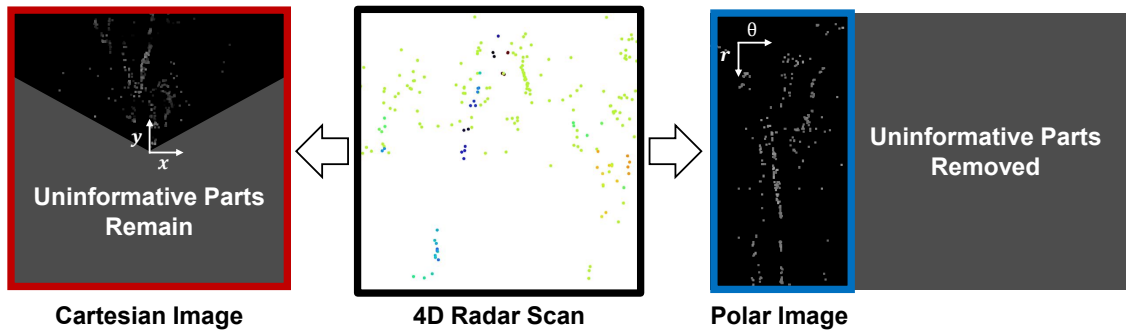 y
x
Uninformative Parts
Remain
θ
r
Uninformative Parts
Removed
Cartesian Image
4D Radar Scan
Polar Image